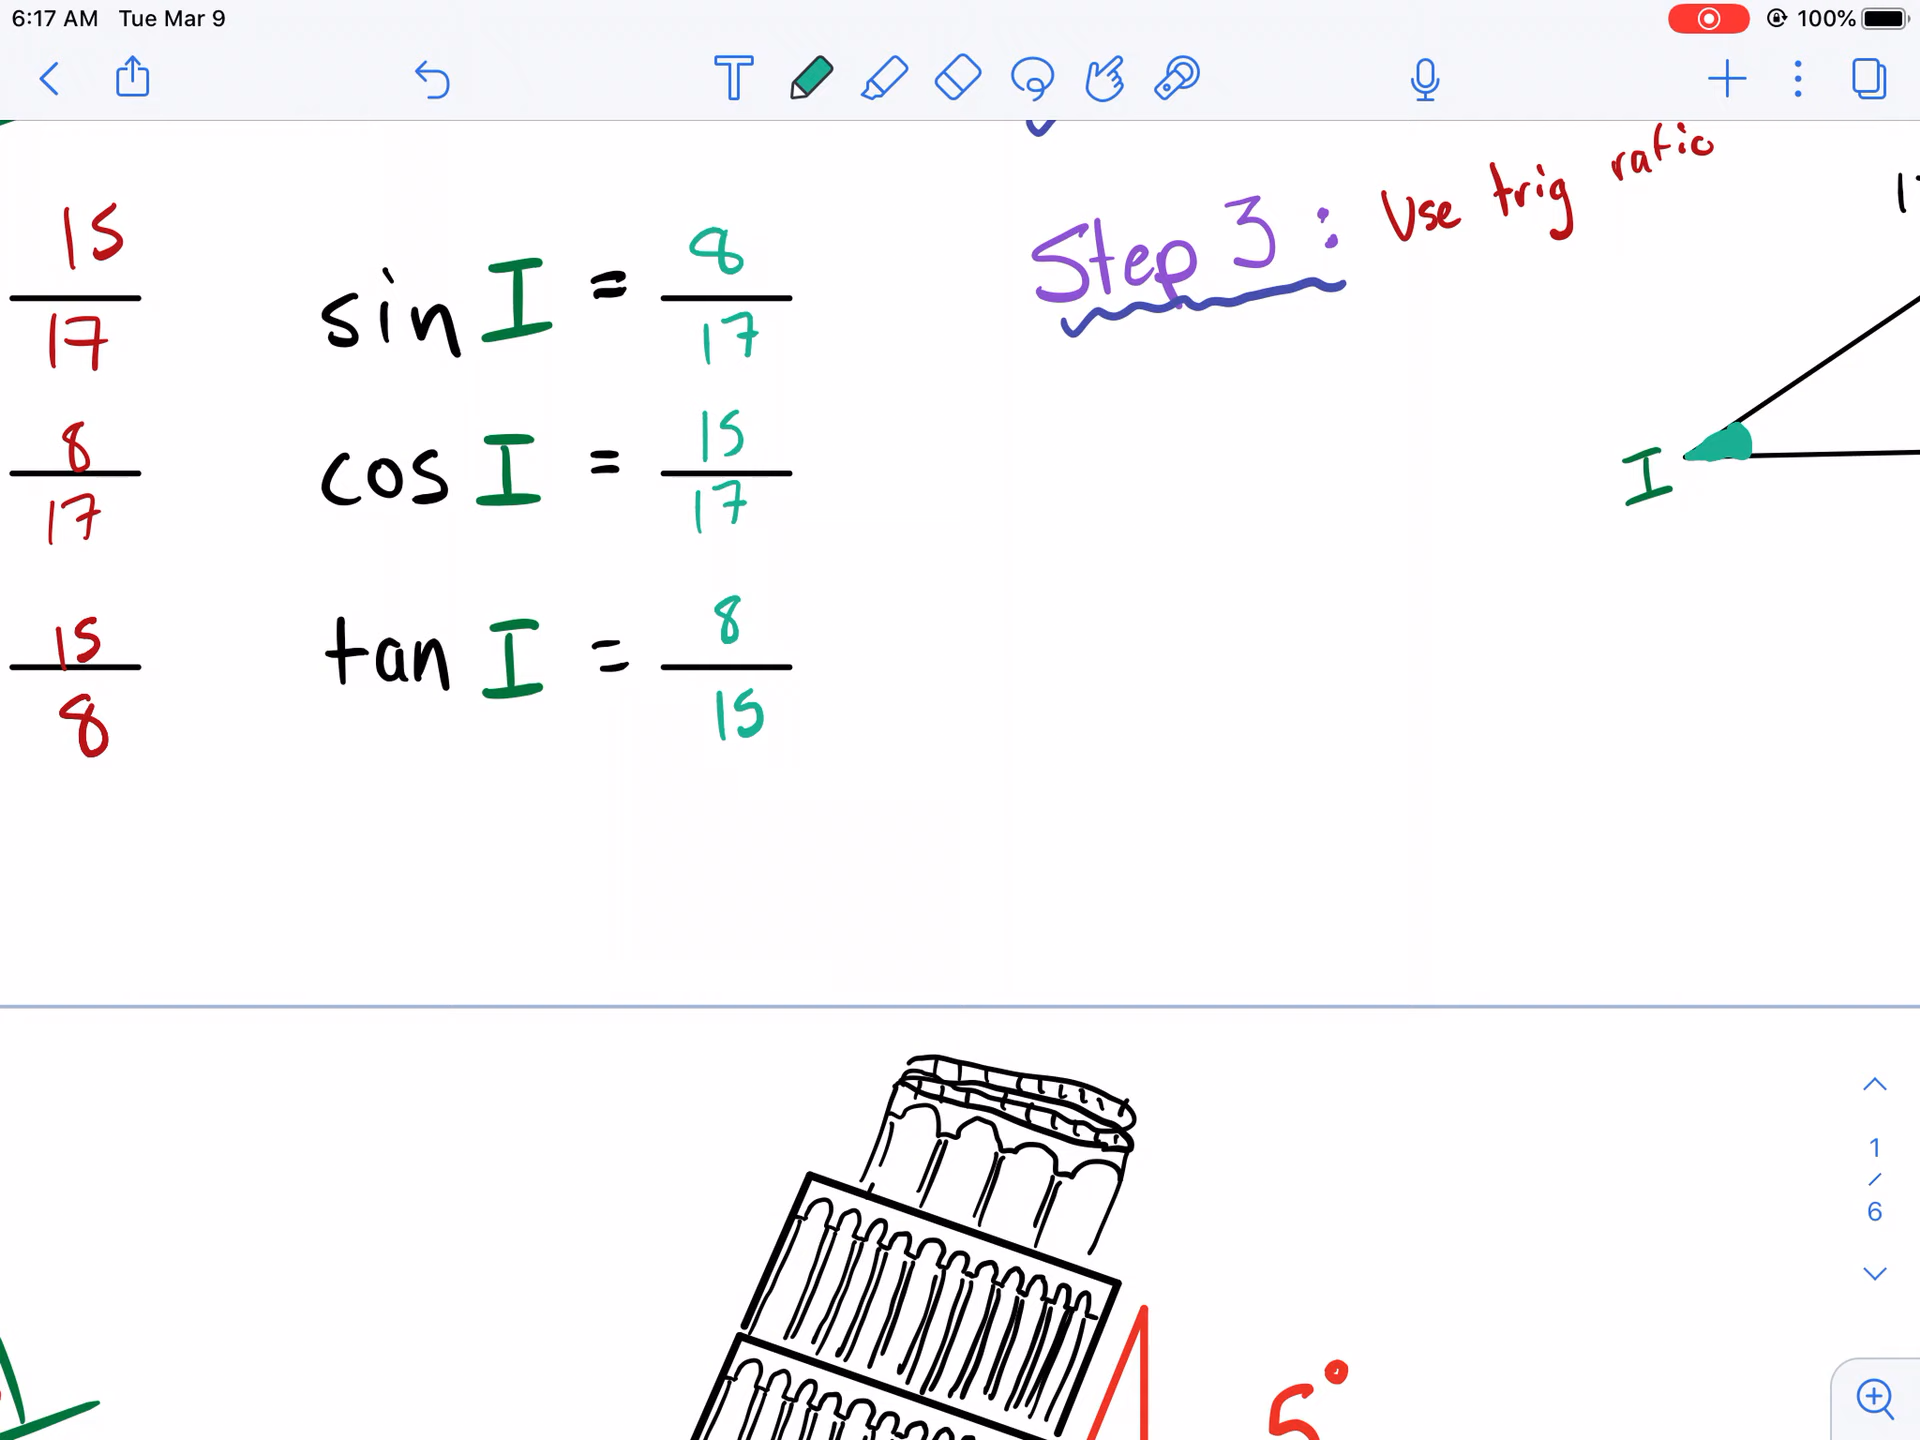 6:17 AM Tue Mar 9
100%
Step 3 : Use trig ratio
15
17
sin I = 8
17
8
17
cos I = 15
17
15
8
tan I = 8
15
I
1
/
6
5°